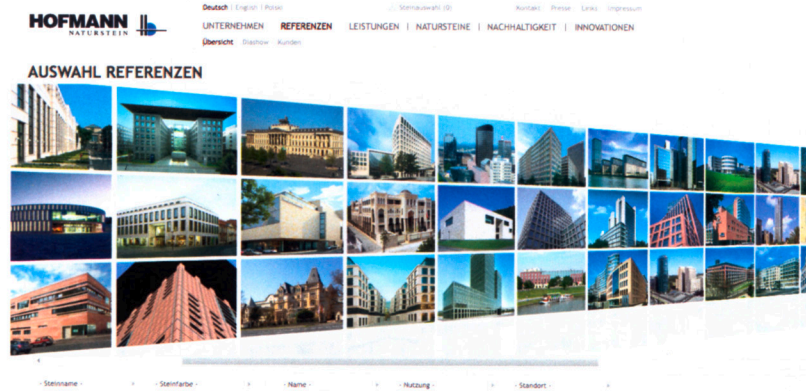 HOFMANN
NATURSTEIN
Deutsch | English | Polski
Steinauswahl (0)
Kontakt Presse Links Impressum
UNTERNEHMEN REFERENZEN LEISTUNGEN | NATURSTEINE | NACHHALTIGKEIT | INNOVATIONEN
Übersicht Diashow Kunden
AUSWAHL REFERENZEN
- Steinname - - Steinfarbe - - Name - - Nutzung - - Standort -